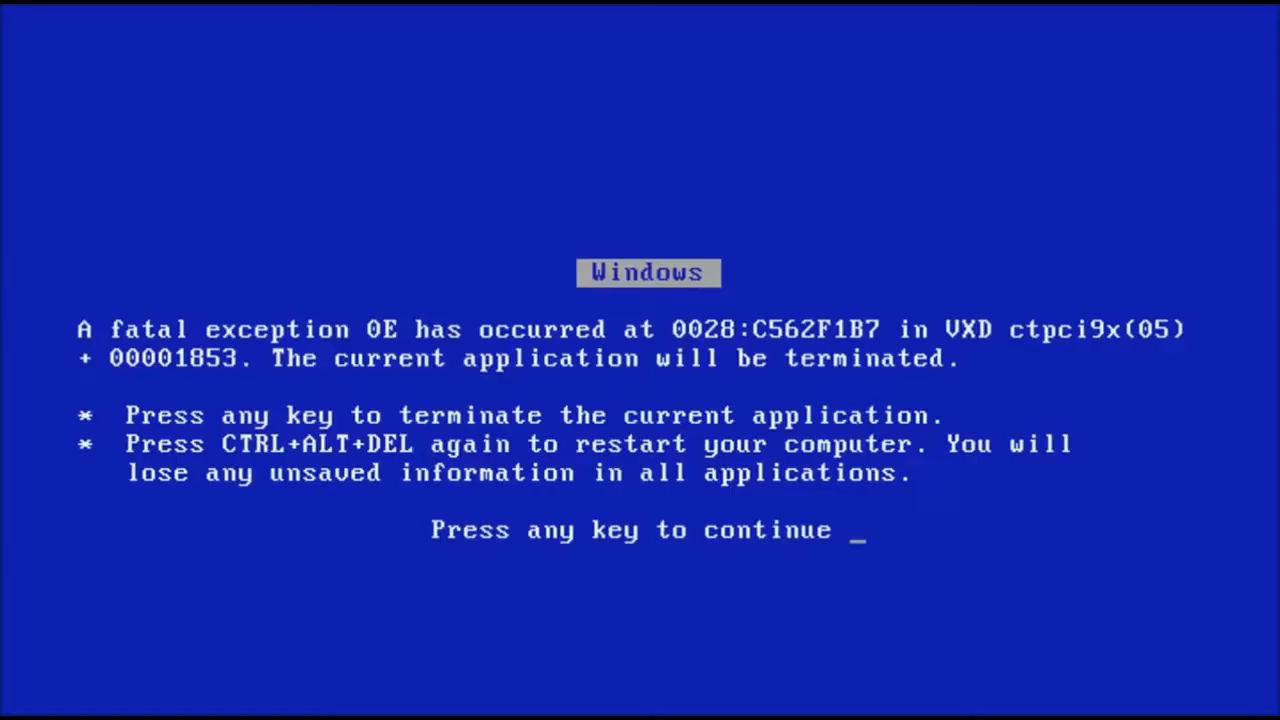 Windows
A fatal exception 0E has occurred at 0028:C562F1B7 in VXD ctpci9x(05)
+ 00001853. The current application will be terminated.
* Press any key to terminate the current application.
* Press CTRL+ALT+DEL again to restart your computer. You will
lose any unsaved information in all applications.
Press any key to continue _